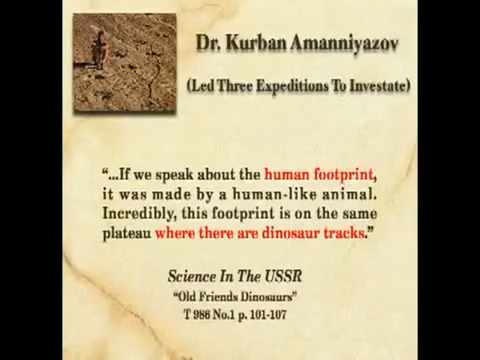 Dr. Kurban Amanniyazov
(Led Three Expeditions To Investate)
“...If we speak about the human footprint,
it was made by a human-like animal.
Incredibly, this footprint is on the same
plateau where there are dinosaur tracks.”
Science In The USSR
“Old Friends Dinosaurs”
T 986 No.1 p. 101-107